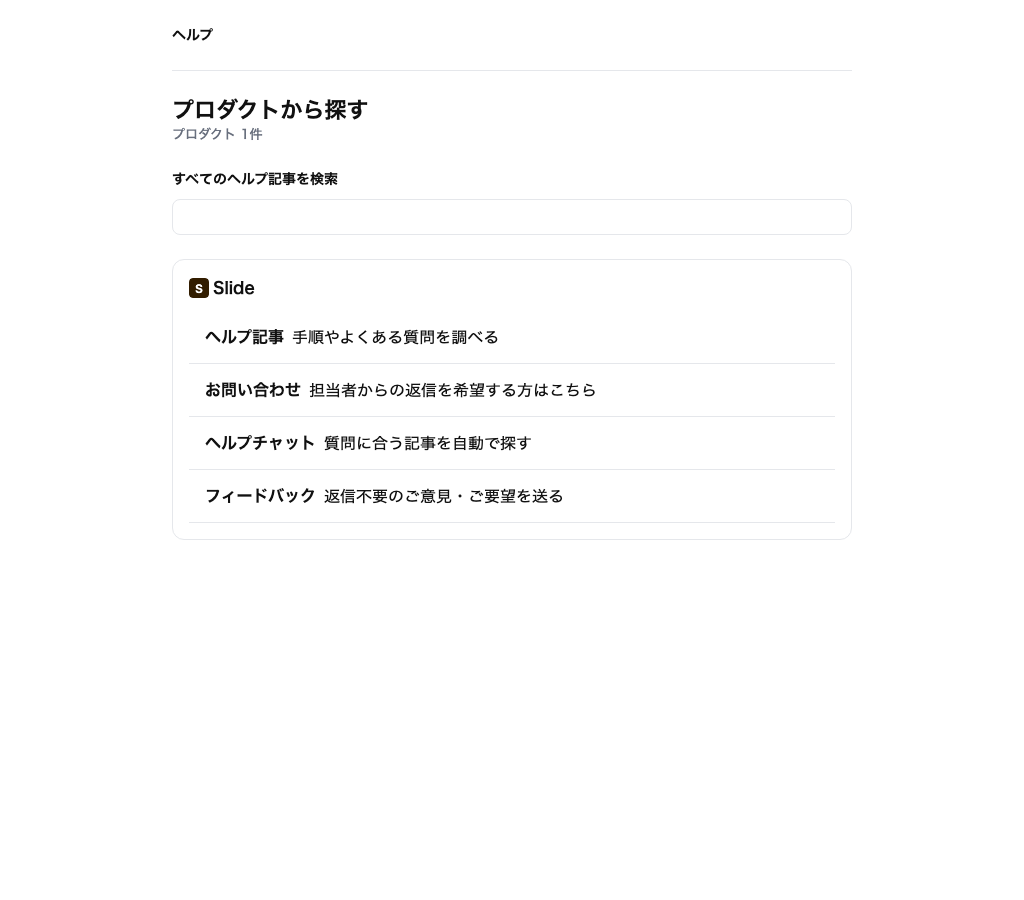 ヘルプ
プロダクトから探す
プロダクト 1件
すべてのヘルプ記事を検索
S Slide
ヘルプ記事 手順やよくある質問を調べる
お問い合わせ 担当者からの返信を希望する方はこちら
ヘルプチャット 質問に合う記事を自動で探す
フィードバック 返信不要のご意見・ご要望を送る